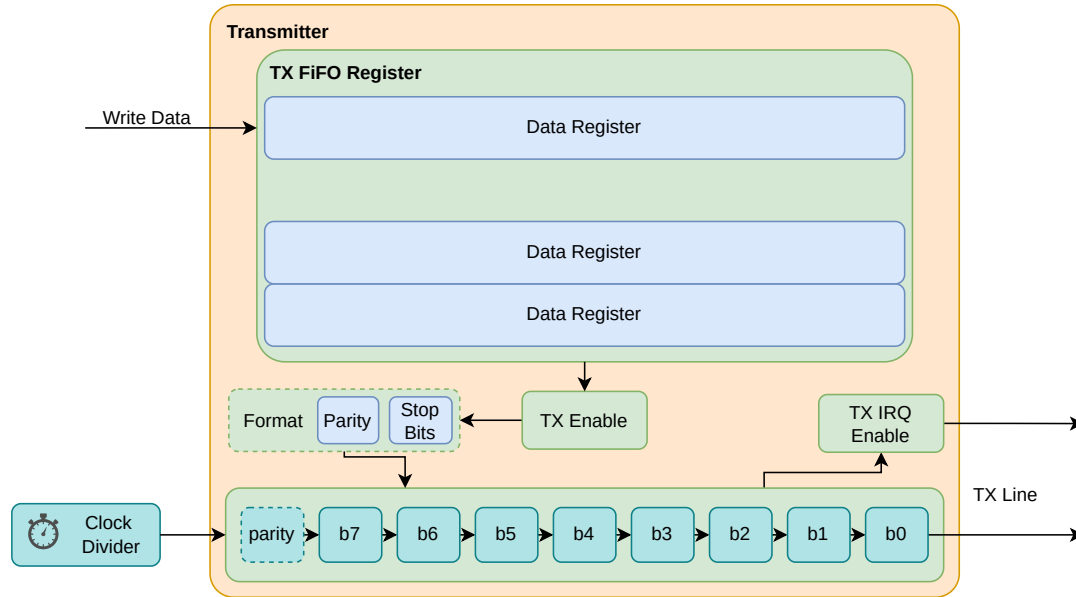 Transmitter
TX FiFO Register
Write Data
Data Register
Data Register
Data Register
Format
Parity
Stop
Bits
TX Enable
TX IRQ
Enable
TX Line
Clock
Divider
parity
b7
b6
b5
b4
b3
b2
b1
b0